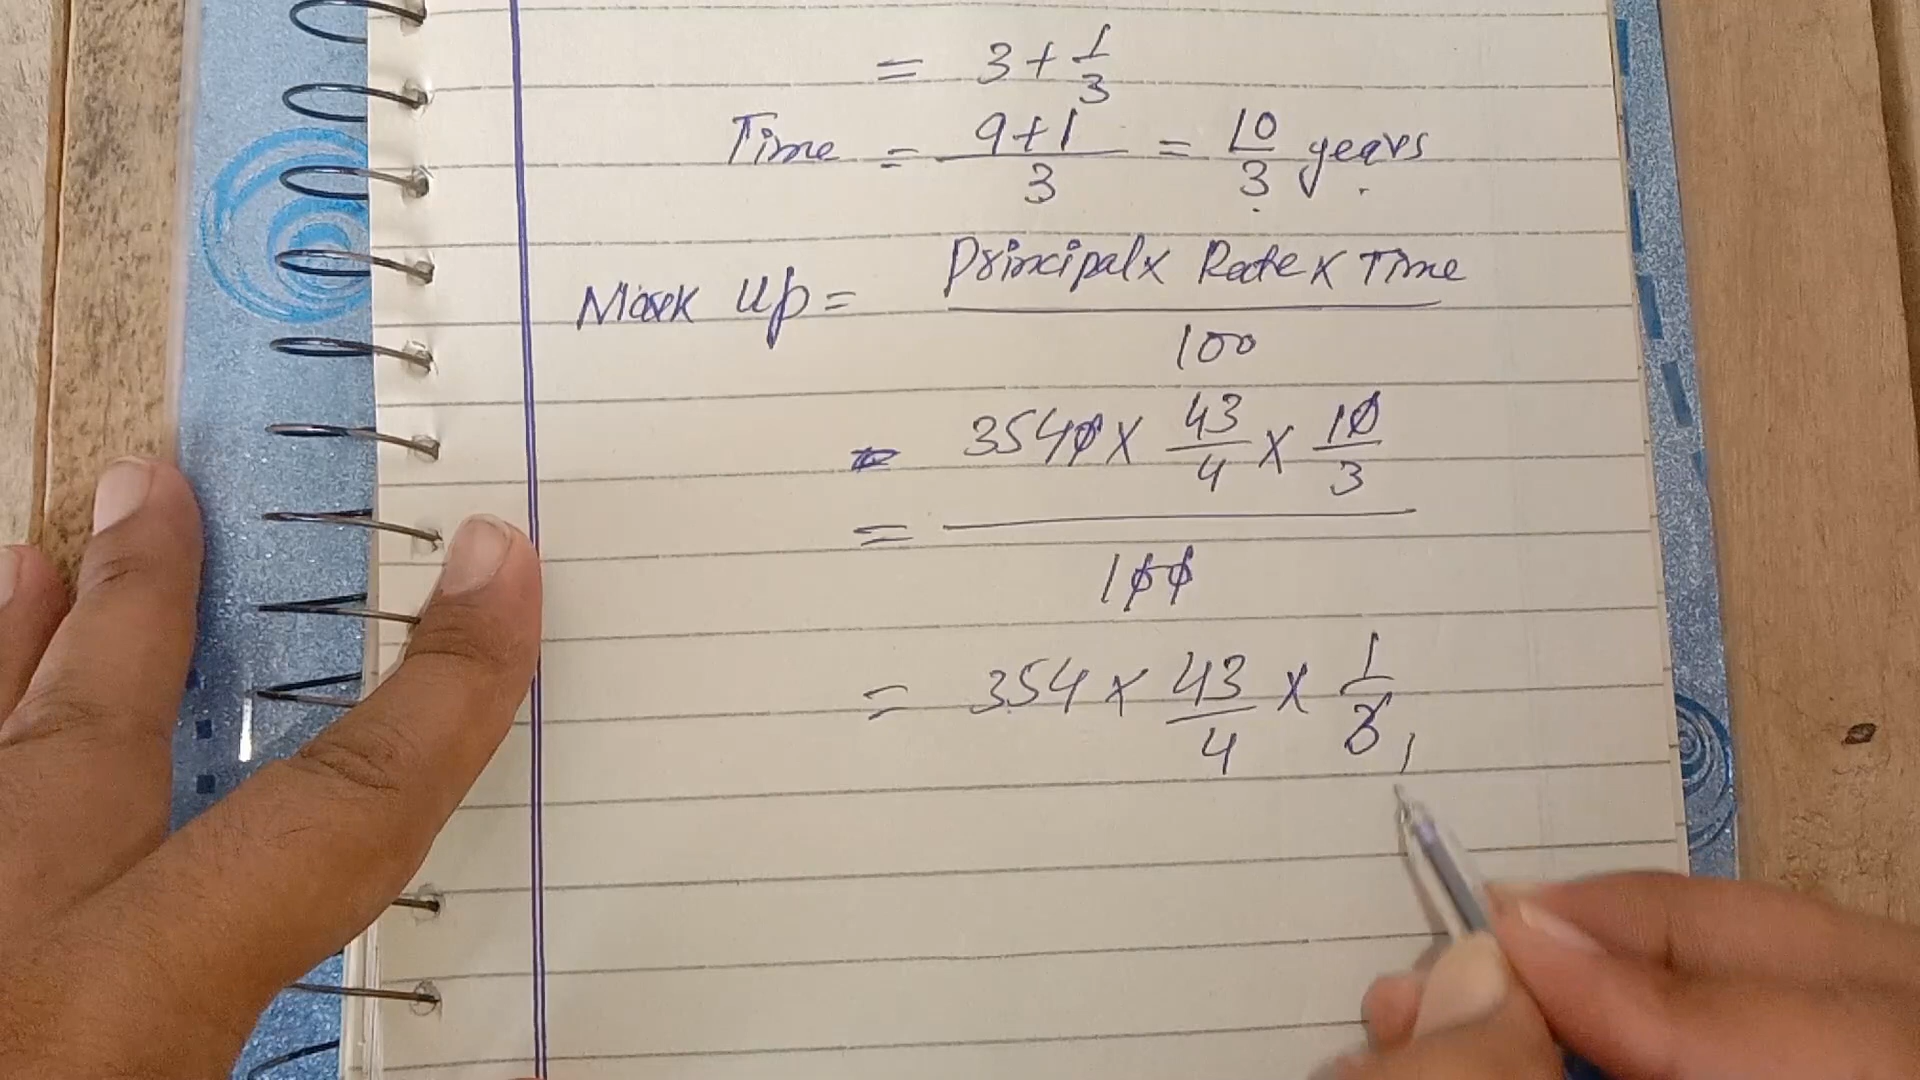 = 3 + 1/3
Time = 9+1/3 = 10/3 years
Mark Up = Principal x Rate x Time / 100
= 3540 x 43/4 x 10/3 / 100
= 354 x 43/4 x 1/3 1